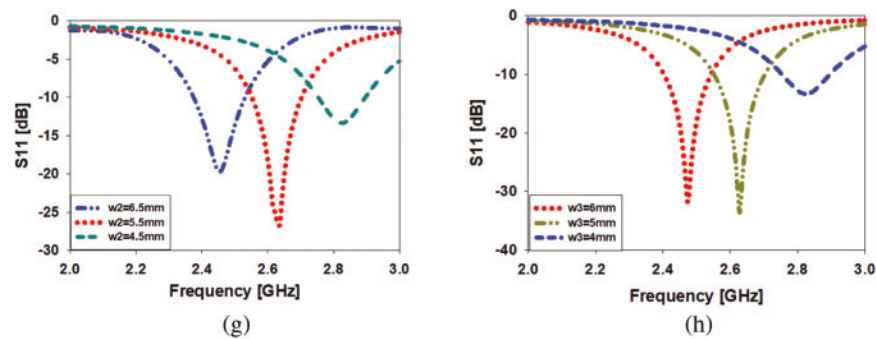 0
-5
-10
-15
-20
-25
-30
S11 [dB]
w2=6.5mm
w2=5.5mm
w2=4.5mm
2.0 2.2 2.4 2.6 2.8 3.0
Frequency [GHz]
(g)
0
-10
-20
-30
-40
S11 [dB]
w3=6mm
w3=5mm
w3=4mm
2.0 2.2 2.4 2.6 2.8 3.0
Frequency [GHz]
(h)